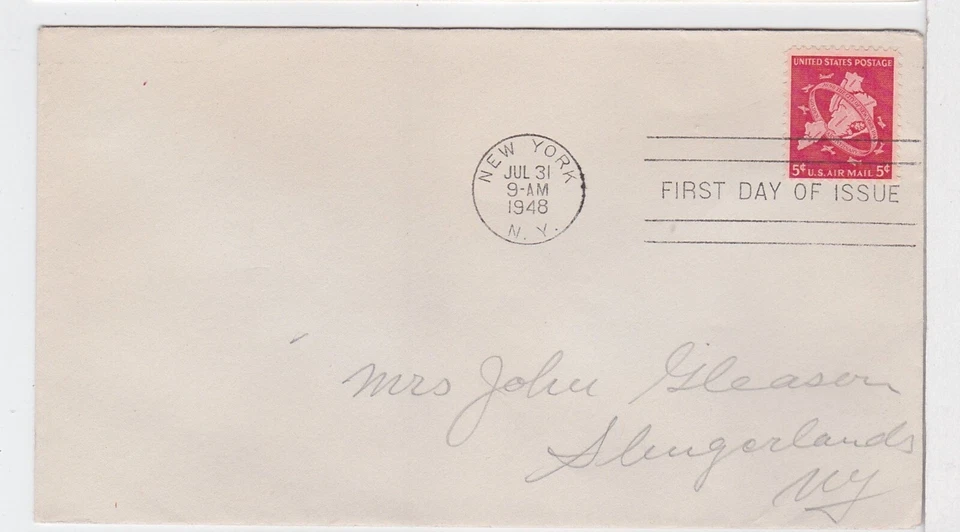 UNITED STATES POSTAGE
5¢ U.S. AIR MAIL 5¢
NEW YORK
JUL 31
9-AM
1948
N. Y.
FIRST DAY OF ISSUE
Mrs John Gleason
Slingerlands
NY